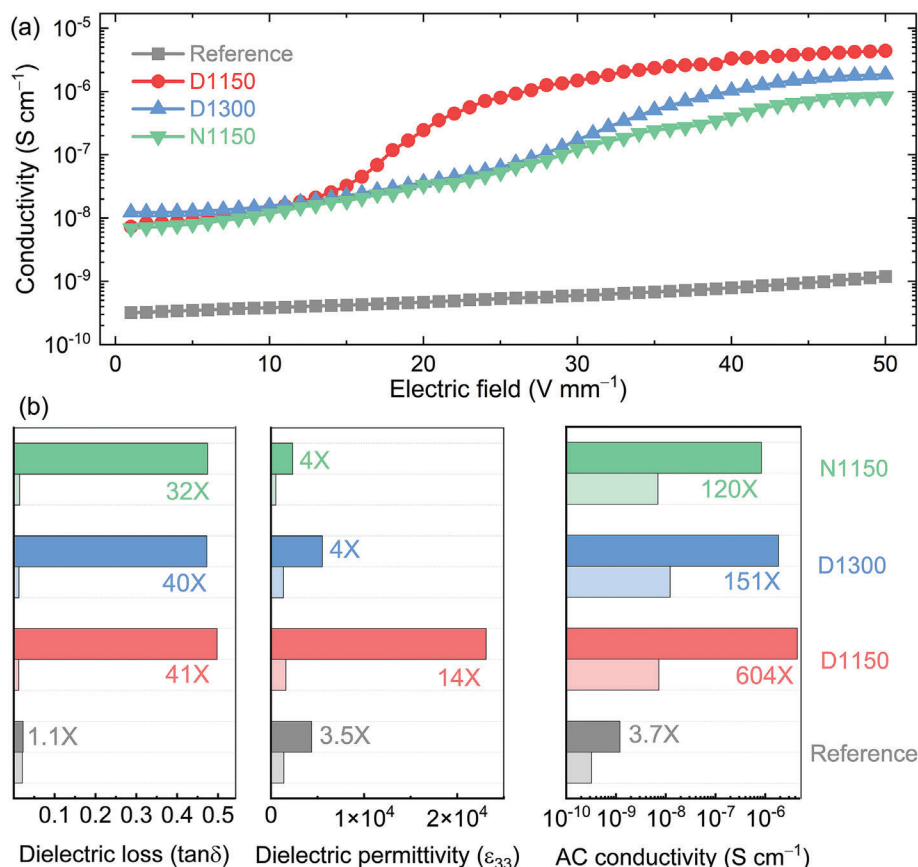 (a)
Conductivity (S cm⁻¹)
10⁻⁵
10⁻⁶
10⁻⁷
10⁻⁸
10⁻⁹
10⁻¹⁰
Reference
D1150
D1300
N1150
0 10 20 30 40 50
Electric field (V mm⁻¹)
(b)
32X 4X 120X N1150
40X 4X 151X D1300
41X 14X 604X D1150
1.1X 3.5X 3.7X Reference
0.1 0.2 0.3 0.4 0.5 0 1×10⁴ 2×10⁴ 10⁻¹⁰ 10⁻⁹ 10⁻⁸ 10⁻⁷ 10⁻⁶
Dielectric loss (tanδ) Dielectric permittivity (ε₃₃) AC conductivity (S cm⁻¹)